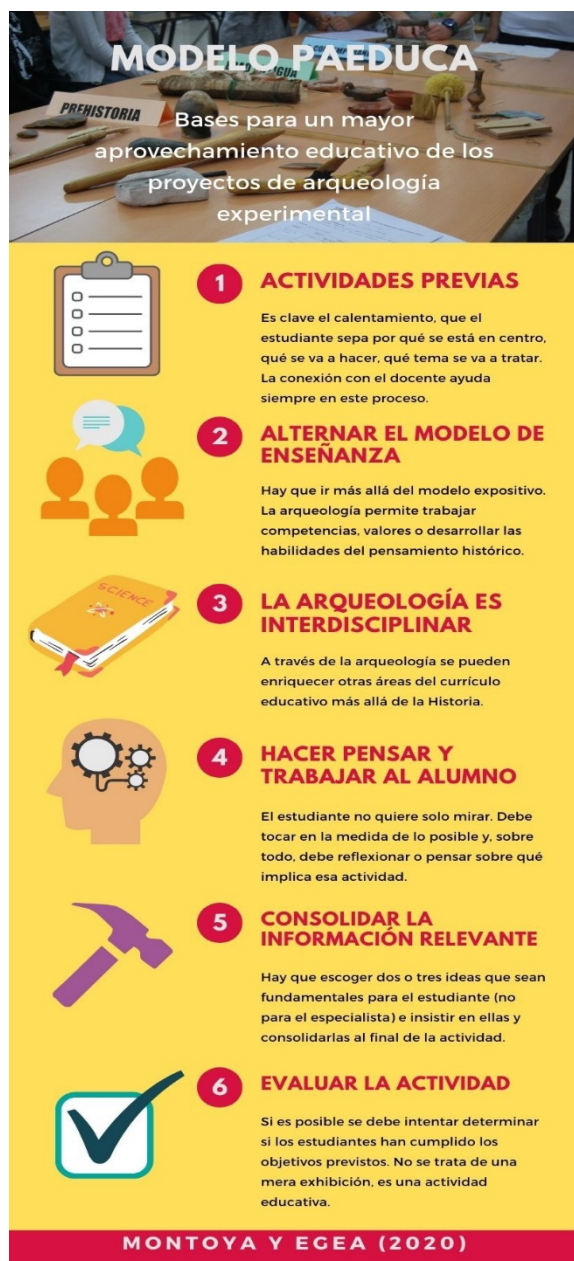 MODELO PAEDUCA
PREHISTORIA
Bases para un mayor
aprovechamiento educativo de los
proyectos de arqueología
experimental
1
ACTIVIDADES PREVIAS
Es clave el calentamiento, que el
estudiante sepa por qué se está en centro,
qué se va a hacer, qué tema se va a tratar.
La conexión con el docente ayuda
siempre en este proceso.
2
ALTERNAR EL MODELO DE
ENSEÑANZA
Hay que ir más allá del modelo expositivo.
La arqueología permite trabajar
competencias, valores o desarrollar las
habilidades del pensamiento histórico.
SCIENCE
3
LA ARQUEOLOGÍA ES
INTERDISCIPLINAR
A través de la arqueología se pueden
enriquecer otras áreas del currículo
educativo más allá de la Historia.
4
HACER PENSAR Y
TRABAJAR AL ALUMNO
El estudiante no quiere solo mirar. Debe
tocar en la medida de lo posible y, sobre
todo, debe reflexionar o pensar sobre qué
implica esa actividad.
5
CONSOLIDAR LA
INFORMACIÓN RELEVANTE
Hay que escoger dos o tres ideas que sean
fundamentales para el estudiante (no
para el especialista) e insistir en ellas y
consolidarlas al final de la actividad.
6
EVALUAR LA ACTIVIDAD
Si es posible se debe intentar determinar
si los estudiantes han cumplido los
objetivos previstos. No se trata de una
mera exhibición, es una actividad
educativa.
MONTOYA Y EGEA (2020)